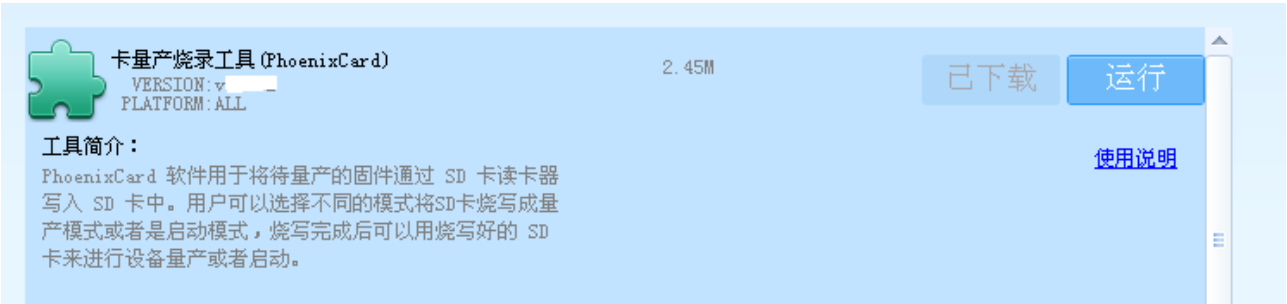 卡量产烧录工具(PhoenixCard)
2.45M
已下载
运行
VERSION:v
PLATFORM:ALL
工具简介：
使用说明
PhoenixCard 软件用于将待量产的固件通过 SD 卡读卡器
写入 SD 卡中。用户可以选择不同的模式将SD卡烧写成量
产模式或者是启动模式，烧写完成后可以用烧写好的 SD
卡来进行设备量产或者启动。